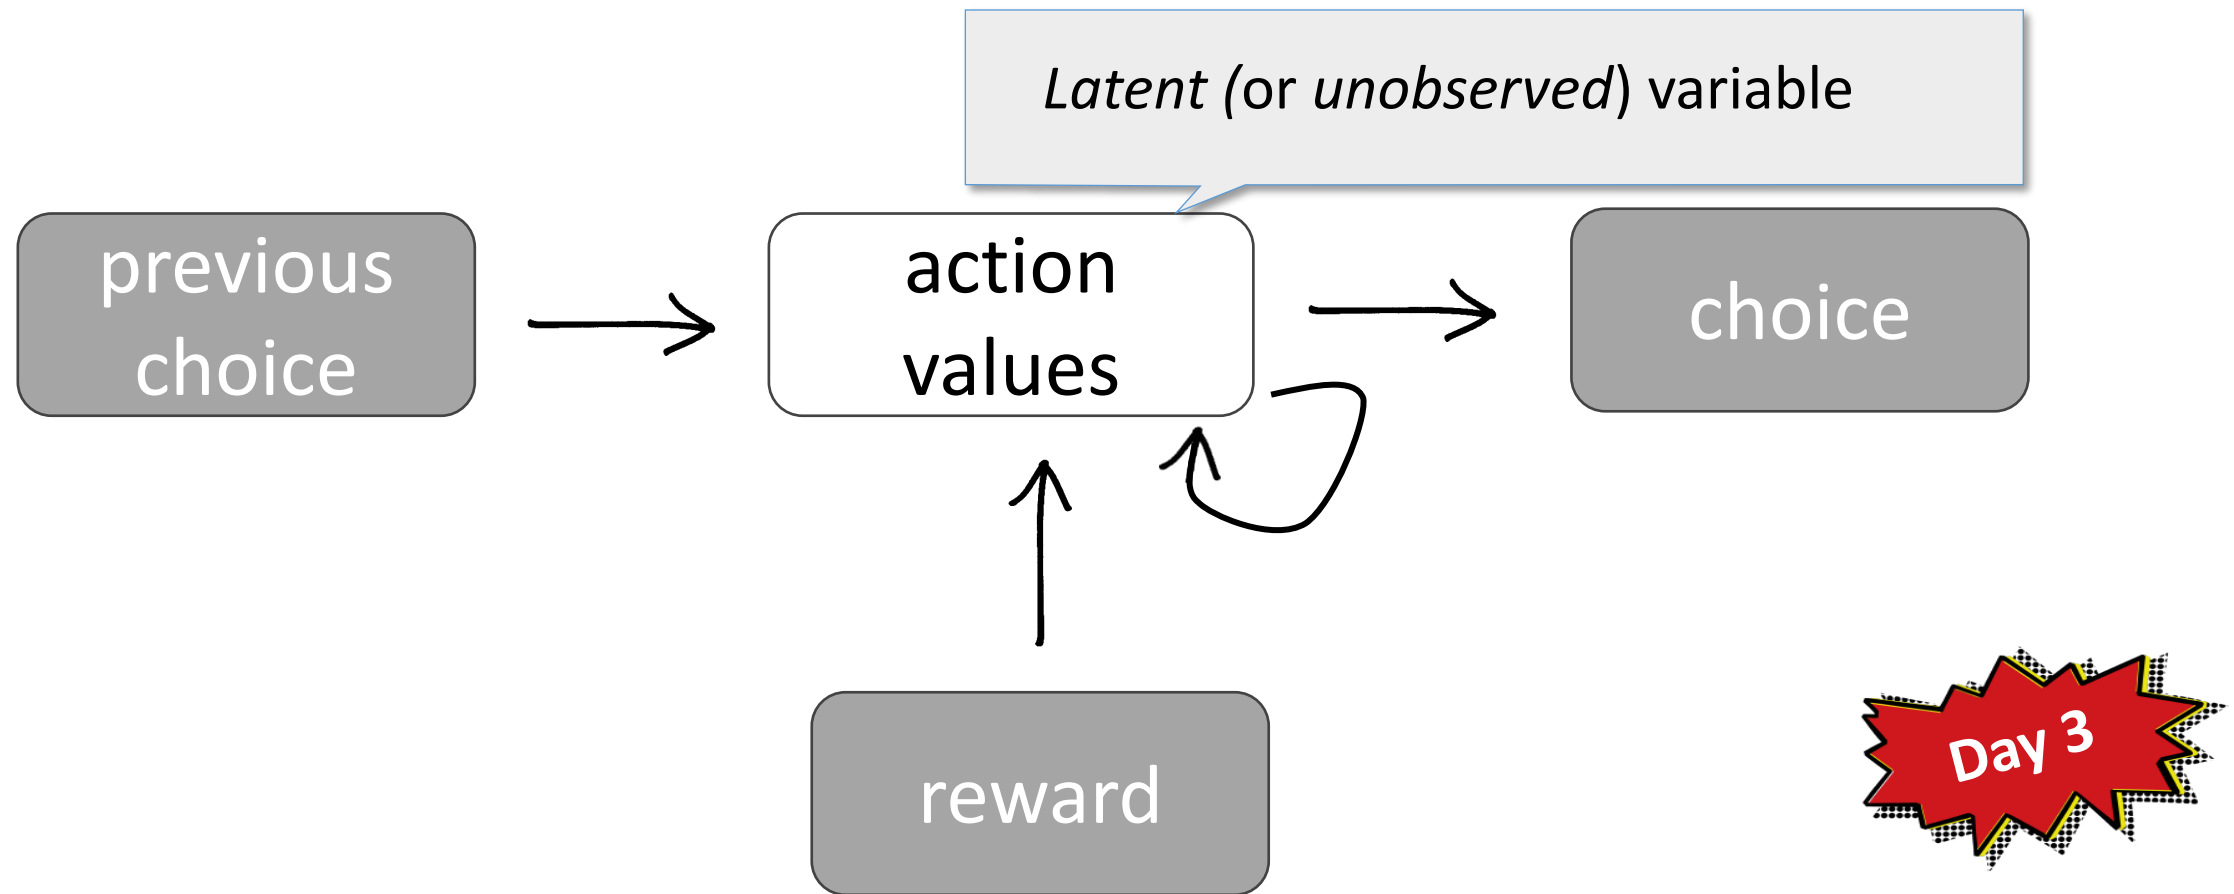 Latent (or unobserved) variable
previous
choice
action
values
choice
reward
Day 3